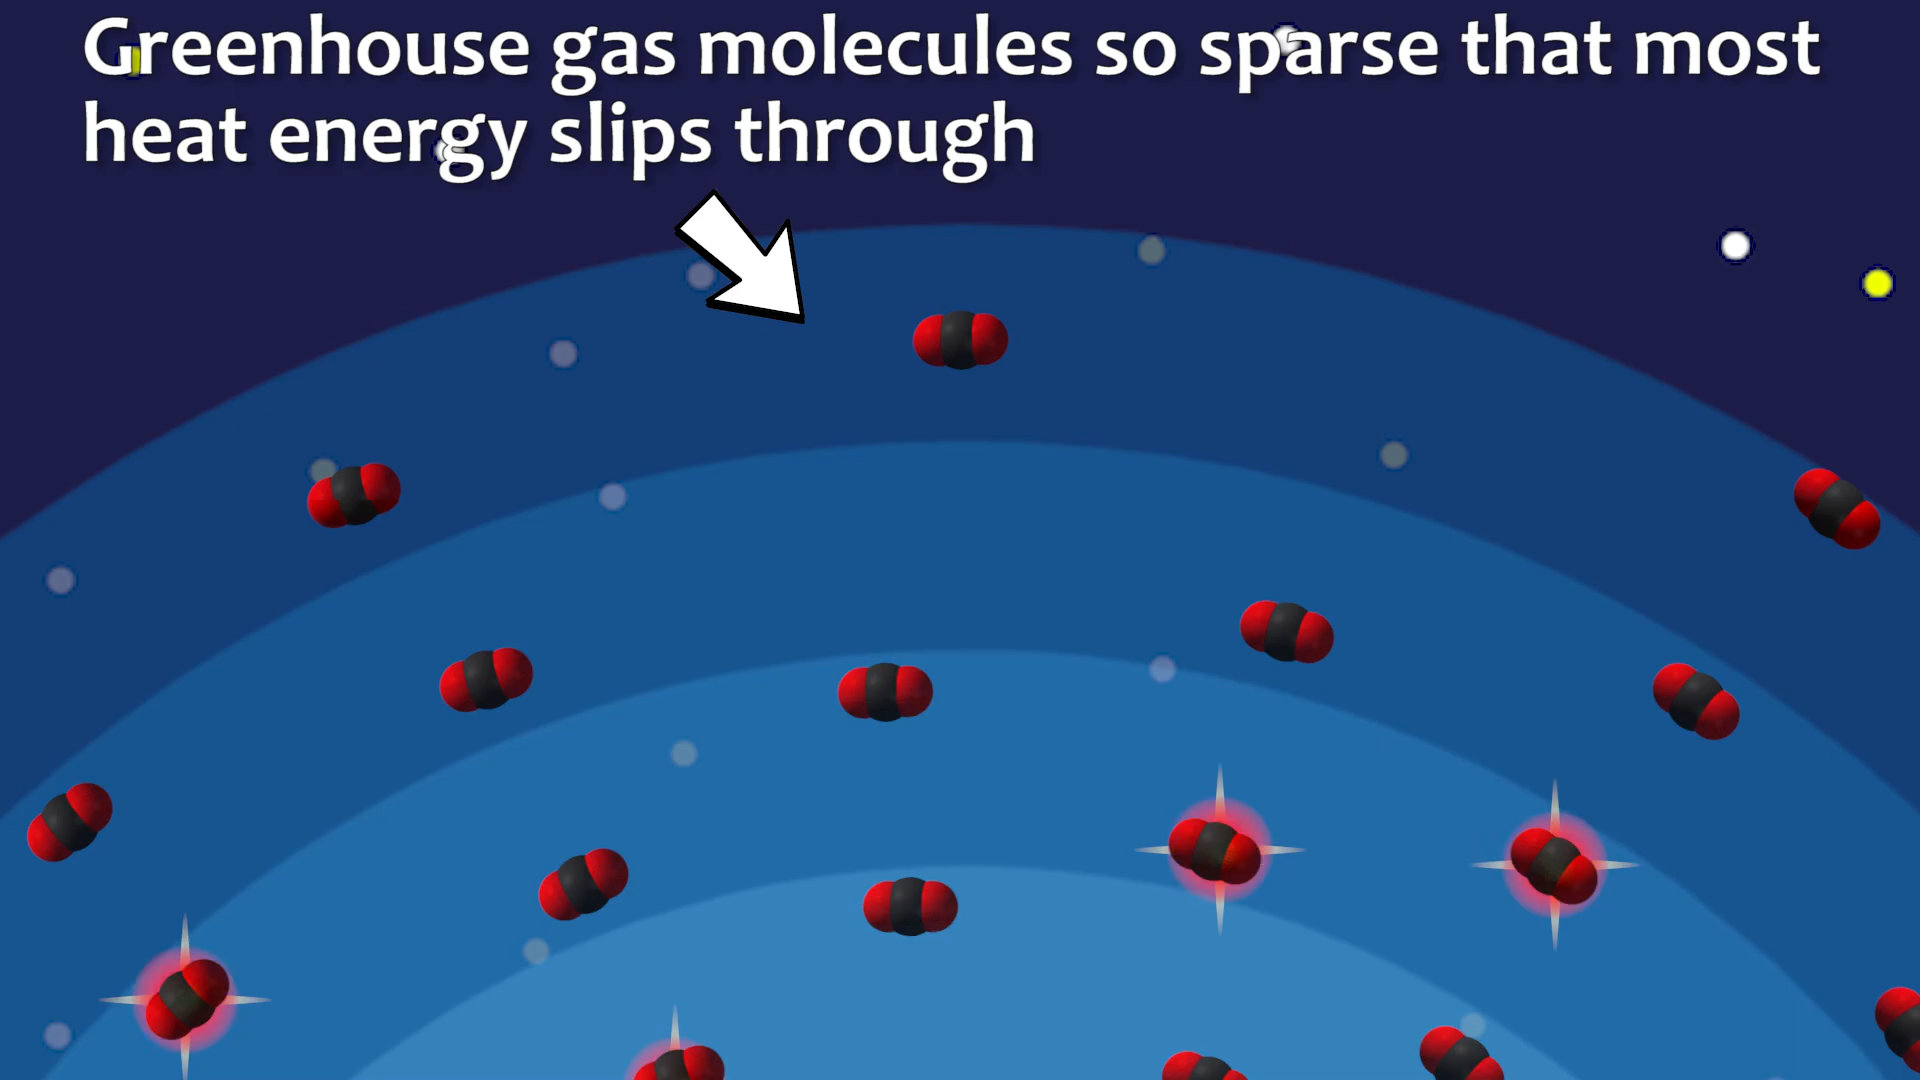 Greenhouse gas molecules so sparse that most
heat energy slips through